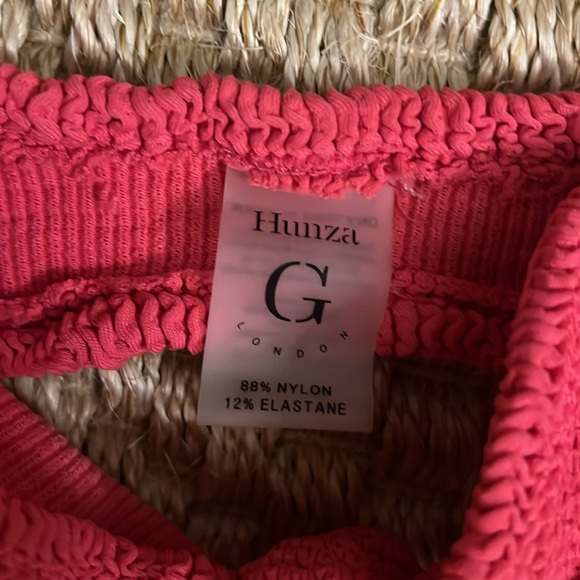 Hunza
G
LONDON
88% NYLON
12% ELASTANE